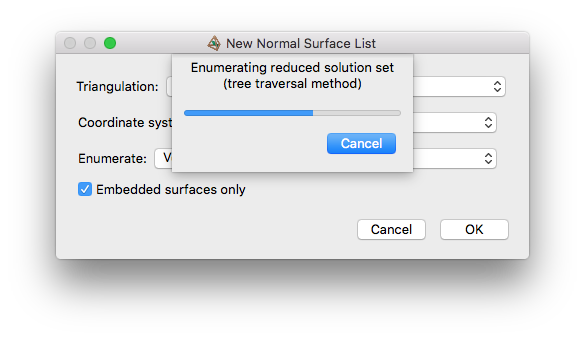 New Normal Surface List
Enumerating reduced solution set
(tree traversal method)
Triangulation:
Coordinate syst
Cancel
Enumerate: V
Embedded surfaces only
Cancel OK